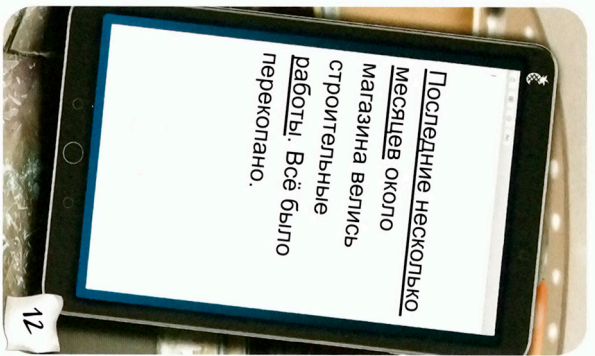 Последние несколько
месяцев около
магазина велись
строительные
работы. Всё было
перекопано.
12